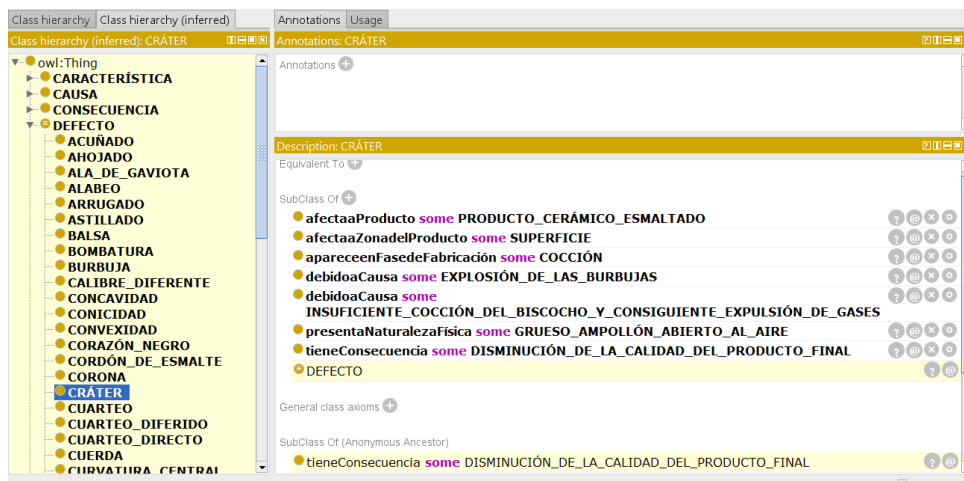 Class hierarchy Class hierarchy (inferred)
Class hierarchy (inferred): CRÁTER
owl:Thing
CARACTERÍSTICA
CAUSA
CONSECUENCIA
DEFECTO
ACUÑADO
AHOJADO
ALA_DE_GAVIOTA
ALABEO
ARRUGADO
ASTILLADO
BALSA
BOMBATURA
BURBUJA
CALIBRE_DIFERENTE
CONCAVIDAD
CONICIDAD
CONVEXIDAD
CORAZÓN_NEGRO
CORDÓN_DE_ESMALTE
CORONA
CRÁTER
CUARTEO
CUARTEO_DIFERIDO
CUARTEO_DIRECTO
CUERDA
CURVATURA_CENTRAL
Annotations Usage
Annotations: CRÁTER
Annotations
Description: CRÁTER
Equivalent To
SubClass Of
afectaaProducto some PRODUCTO_CERÁMICO_ESMALTADO
afectaaZonadelProducto some SUPERFICIE
apareceenFasedeFabricación some COCCIÓN
debidoaCausa some EXPLOSIÓN_DE_LAS_BURBUJAS
debidoaCausa some
INSUFICIENTE_COCCIÓN_DEL_BISCOCHO_Y_CONSIGUIENTE_EXPULSIÓN_DE_GASES
presentaNaturalezaFísica some GRUESO_AMPOLLÓN_ABIERTO_AL_AIRE
tieneConsecuencia some DISMINUCIÓN_DE_LA_CALIDAD_DEL_PRODUCTO_FINAL
DEFECTO
General class axioms
SubClass Of (Anonymous Ancestor)
tieneConsecuencia some DISMINUCIÓN_DE_LA_CALIDAD_DEL_PRODUCTO_FINAL